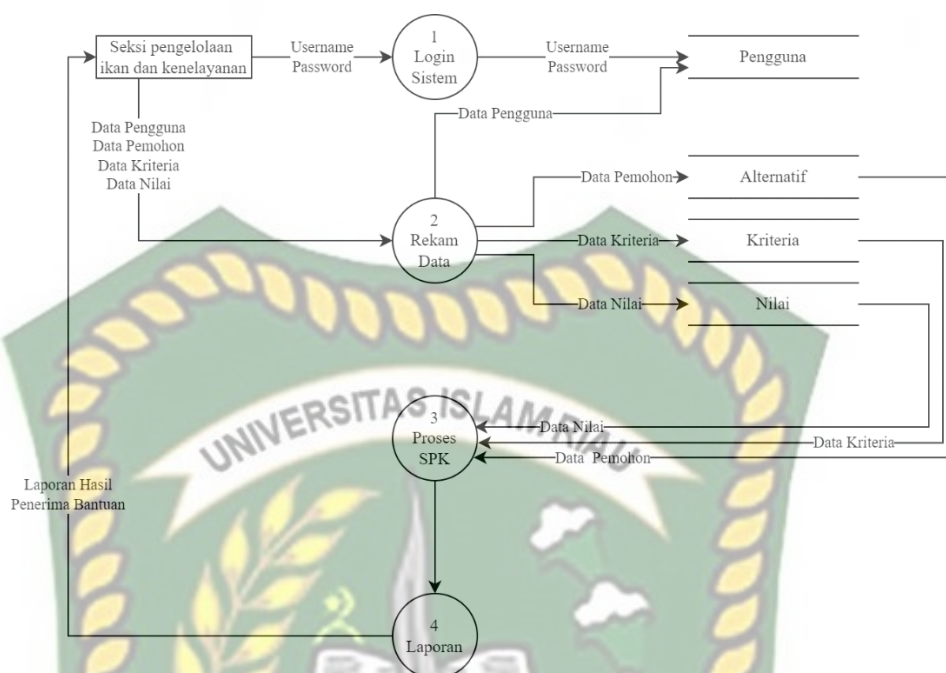 Seksi pengelolaan
ikan dan kenelayanan
Username
Password
1
Login
Sistem
Username
Password
Pengguna
Data Pengguna
Data Pengguna
Data Pemohon
Data Kriteria
Data Nilai
Data Pemohon
Alternatif
2
Rekam
Data
Data Kriteria
Kriteria
Data Nilai
Nilai
UNIVERSITAS ISLAM RIAU
3
Proses
SPK
Data Nilai
Data Kriteria
Data Pemohon
Laporan Hasil
Penerima Bantuan
4
Laporan